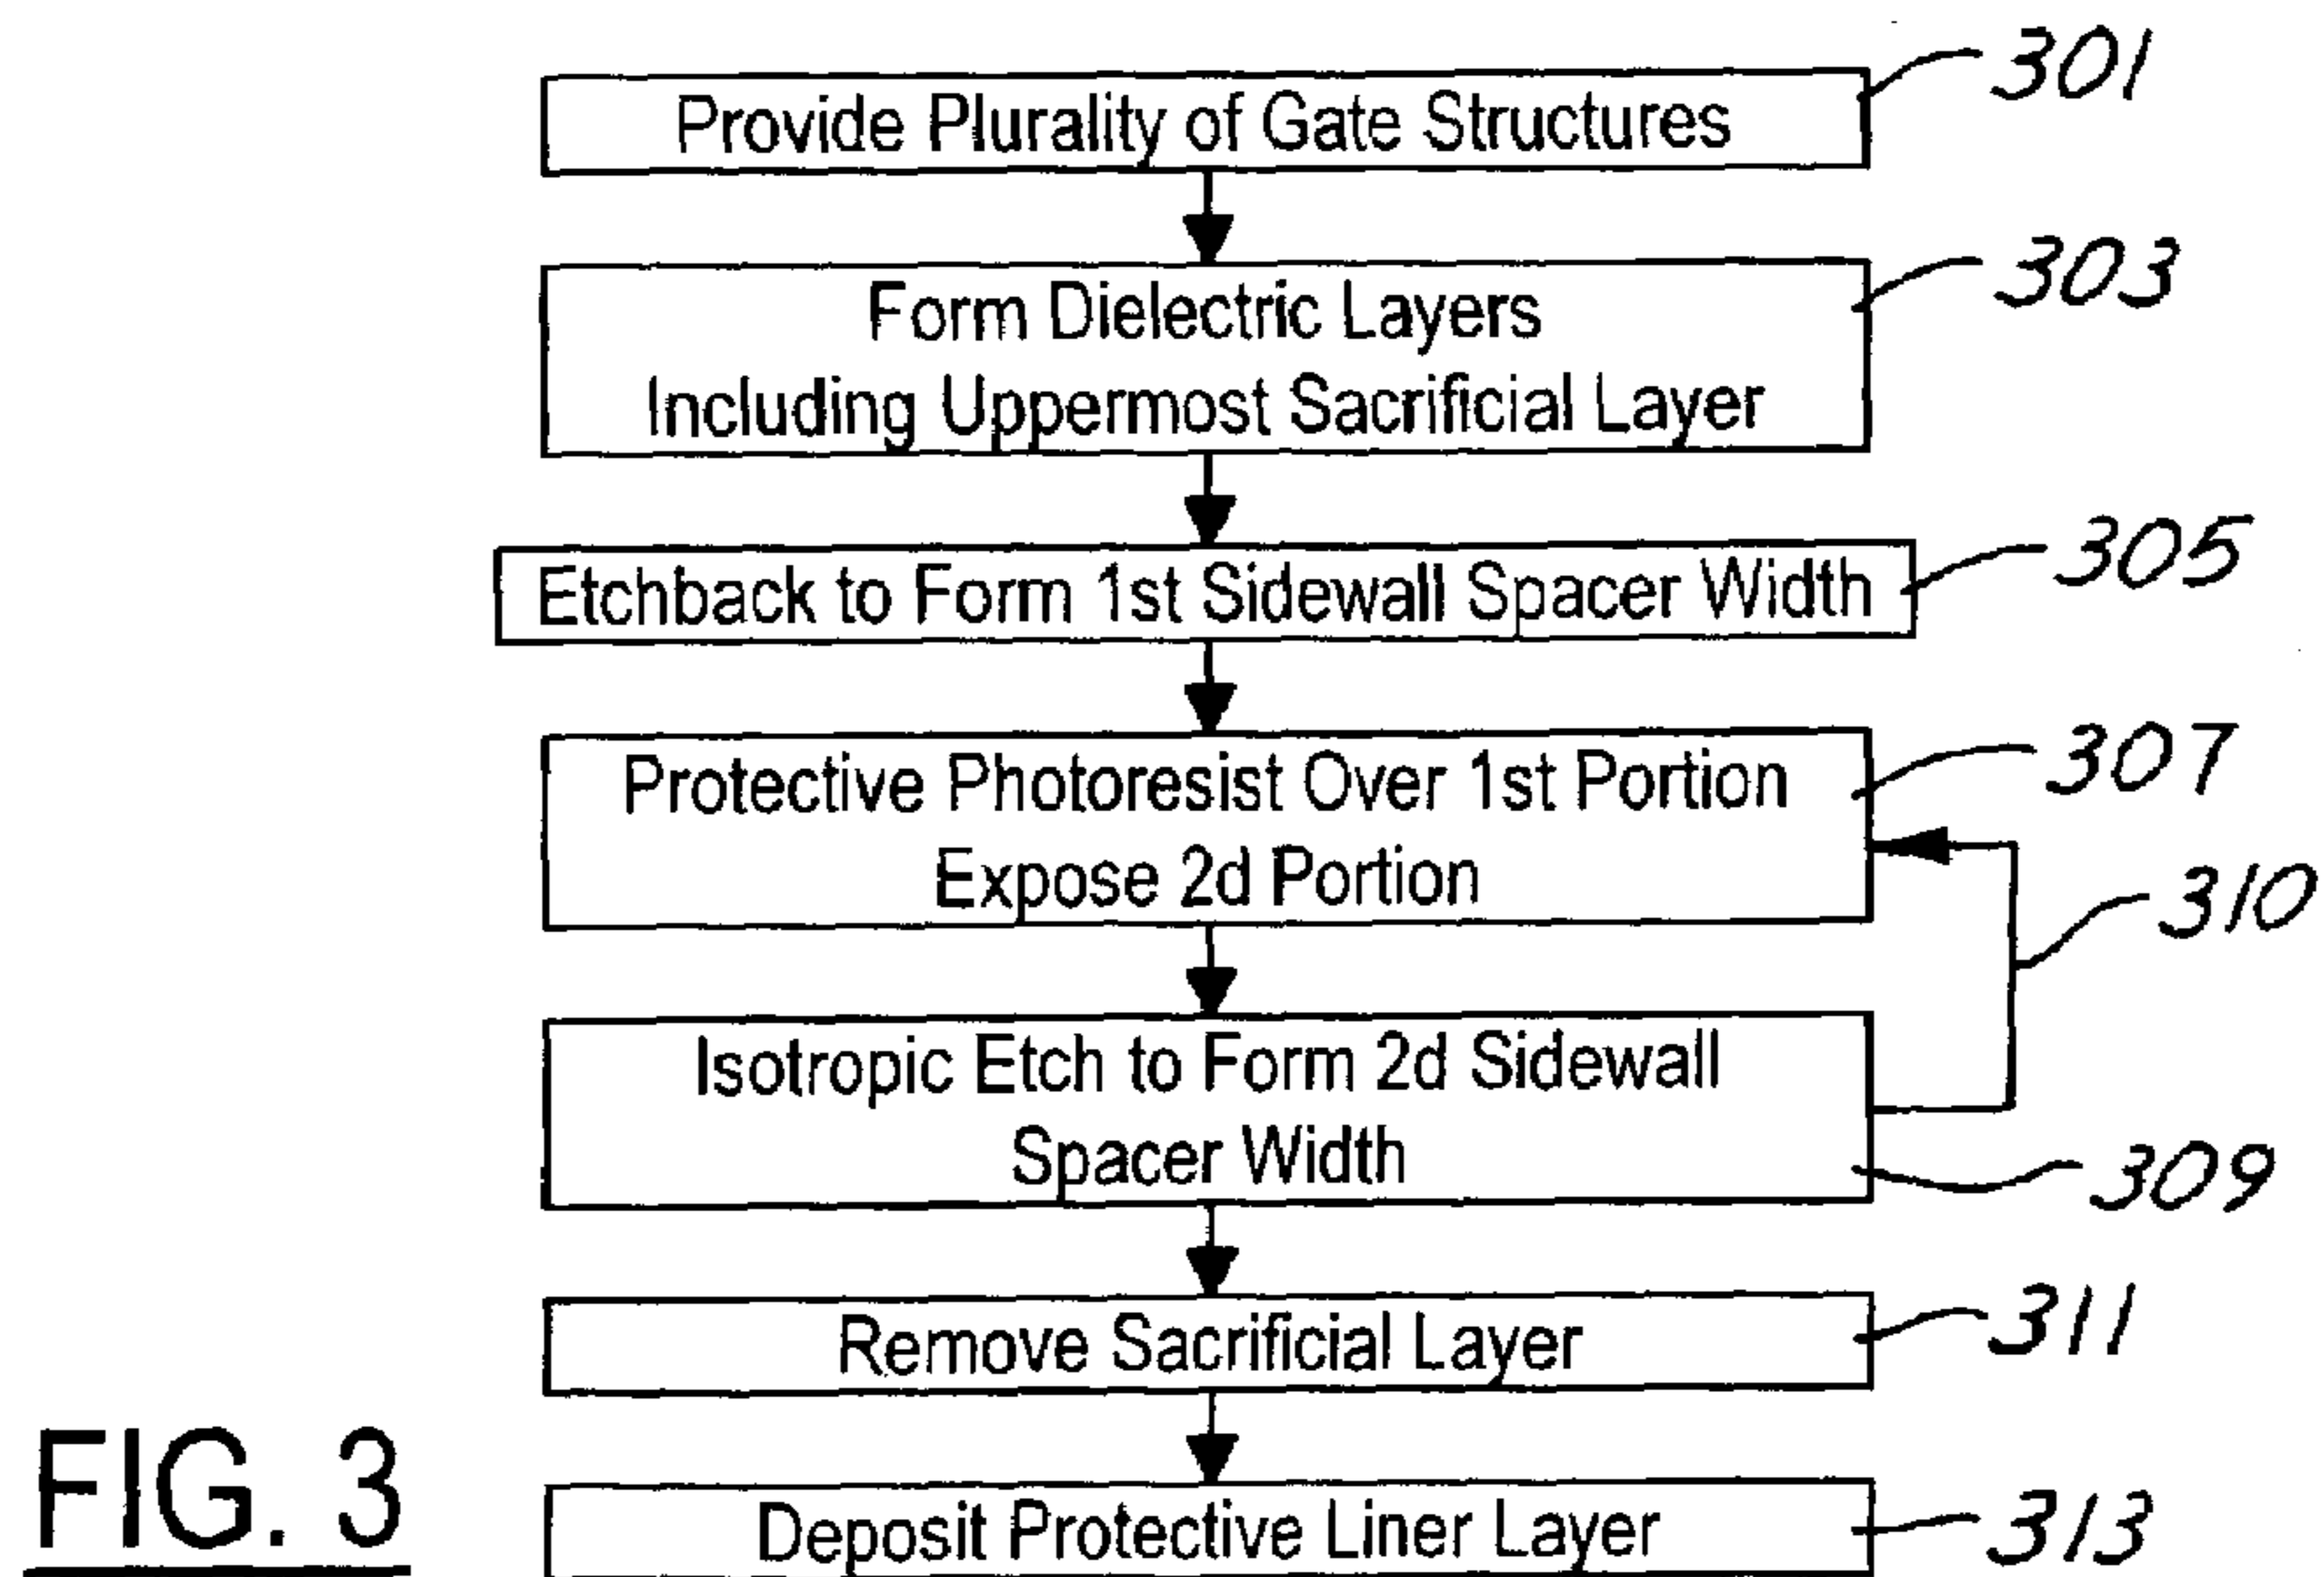 Provide Plurality of Gate Structures
301
Form Dielectric Layers
Including Uppermost Sacrificial Layer
303
Etchback to Form 1st Sidewall Spacer Width
305
Protective Photoresist Over 1st Portion
Expose 2d Portion
307
310
Isotropic Etch to Form 2d Sidewall
Spacer Width
309
Remove Sacrificial Layer
311
Deposit Protective Liner Layer
313
FIG. 3